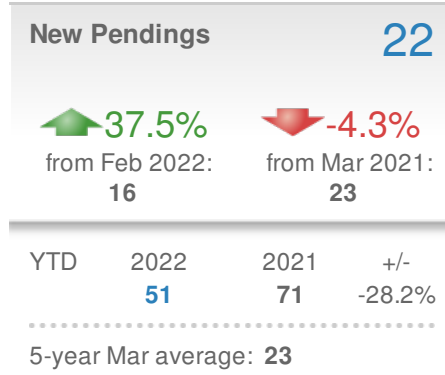 New Pendings 22
37.5% -4.3%
from Feb 2022: from Mar 2021:
16 23
YTD 2022 2021 +/-
51 71 -28.2%
5-year Mar average: 23